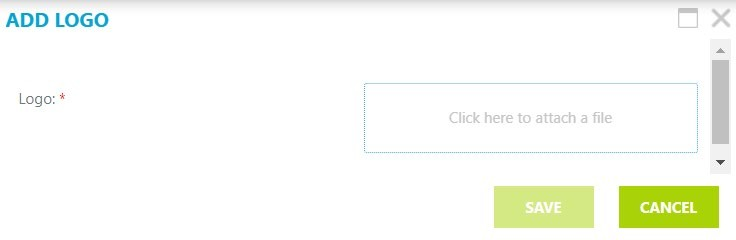 ADD LOGO
Logo: *
Click here to attach a file
SAVE
CANCEL